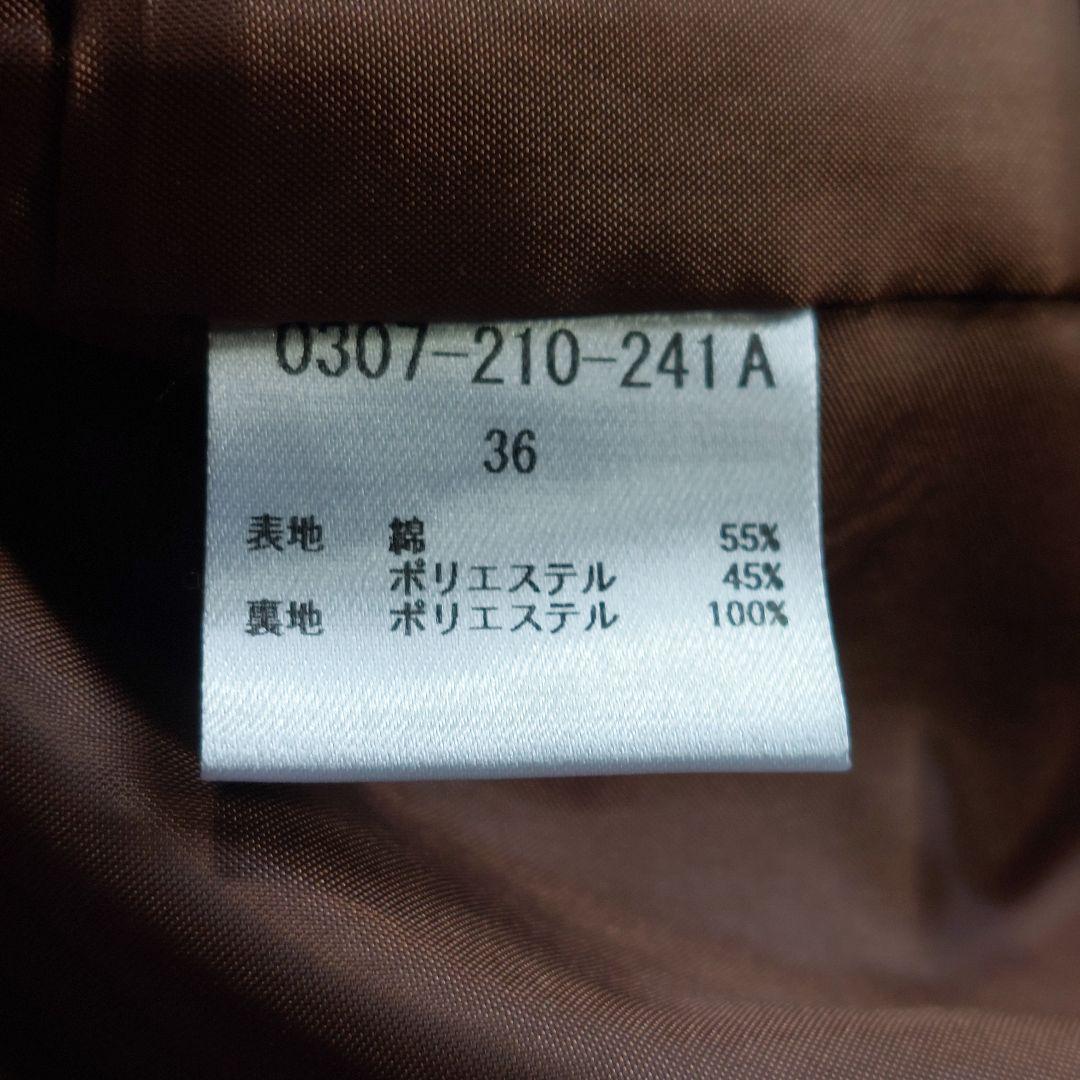 0307-210-241A
36
表地 綿 55%
ポリエステル 45%
裏地 ポリエステル 100%